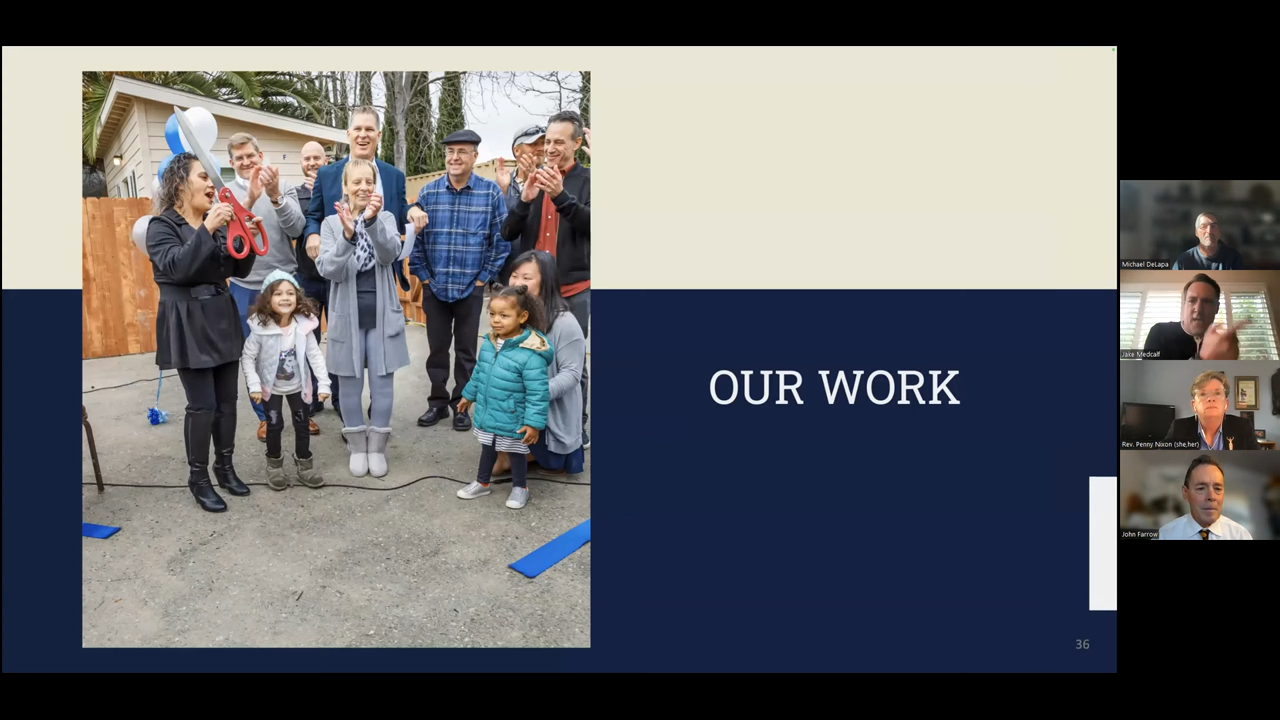 OUR WORK
36
Michael DeLapa
Jake Medcalf
Rev. Penny Nixon (she,her)
John Farrow